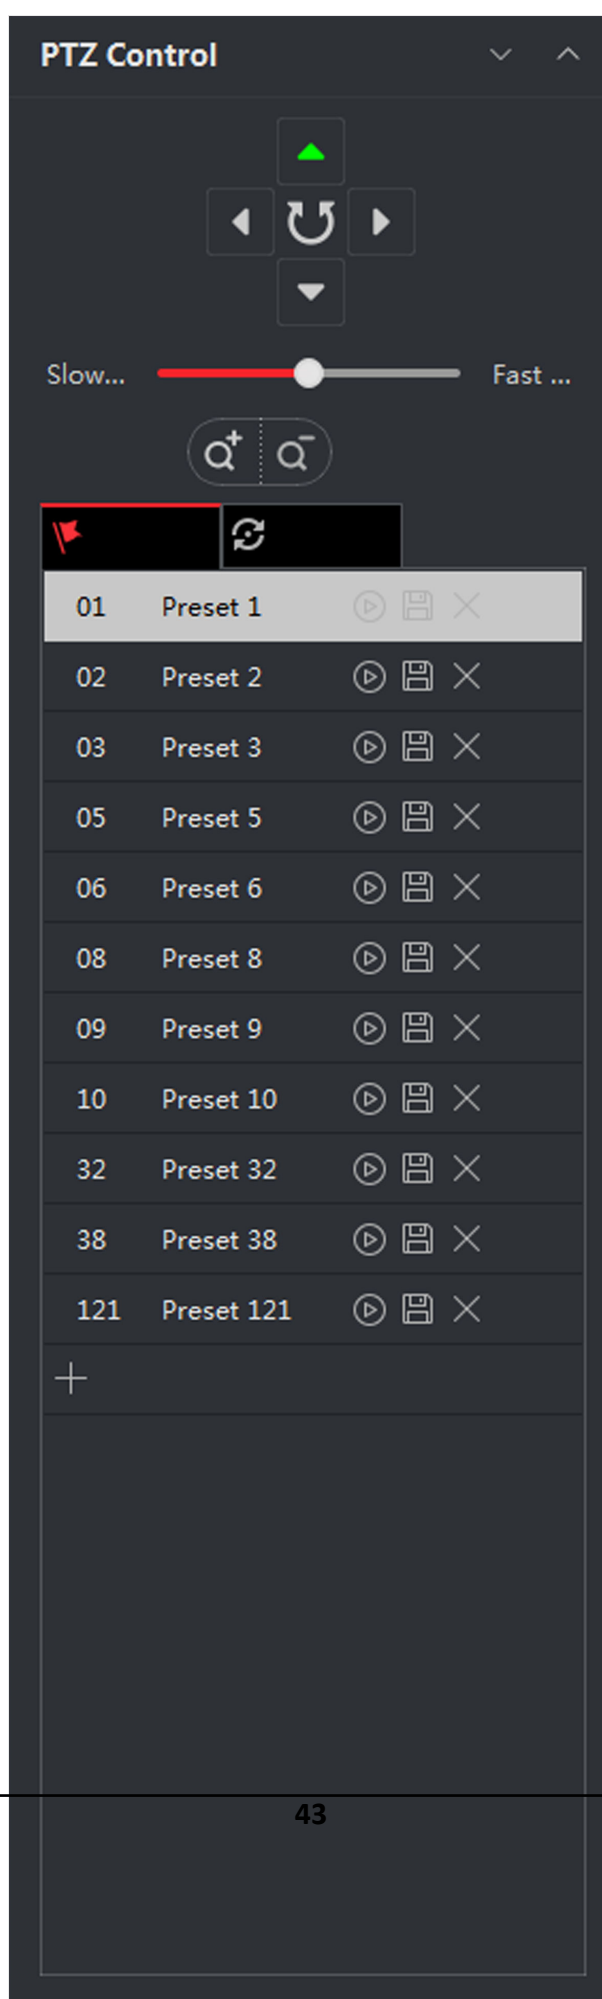 PTZ Control
Slow... Fast ...
01 Preset 1
02 Preset 2
03 Preset 3
05 Preset 5
06 Preset 6
08 Preset 8
09 Preset 9
10 Preset 10
32 Preset 32
38 Preset 38
121 Preset 121
43